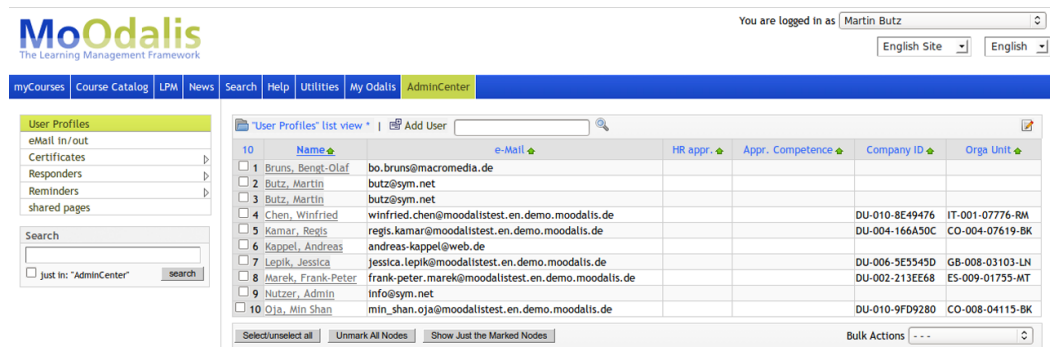 You are logged in as Martin Butz
MoOdalis
The Learning Management Framework
English Site English
myCourses Course Catalog LPM News Search Help Utilities My Odalis AdminCenter
User Profiles
eMail in/out
Certificates
Responders
Reminders
shared pages
Search
just in: "AdminCenter" search
"User Profiles" list view * | Add User
10 Name e-Mail HR appr. Appr. Competence Company ID Orga Unit
1 Bruns, Bengt-Olaf bo.bruns@macromedia.de
2 Butz, Martin butz@sym.net
3 Butz, Martin butz@sym.net
4 Chen, Winfried winfried.chen@moodalistest.en.demo.moodalis.de DU-010-8E49476 IT-001-07776-RM
5 Kamar, Regis regis.kamar@moodalistest.en.demo.moodalis.de DU-004-166A50C CO-004-07619-BK
6 Kappel, Andreas andreas-kappel@web.de
7 Lepik, Jessica jessica.lepik@moodalistest.en.demo.moodalis.de DU-006-5E5545D GB-008-03103-LN
8 Marek, Frank-Peter frank-peter.marek@moodalistest.en.demo.moodalis.de DU-002-213EE68 ES-009-01755-MT
9 Nutzer, Admin info@sym.net
10 Oja, Min Shan min_shan.oja@moodalistest.en.demo.moodalis.de DU-010-9FD9280 CO-008-04115-BK
Select/unselect all Unmark All Nodes Show Just the Marked Nodes Bulk Actions ---